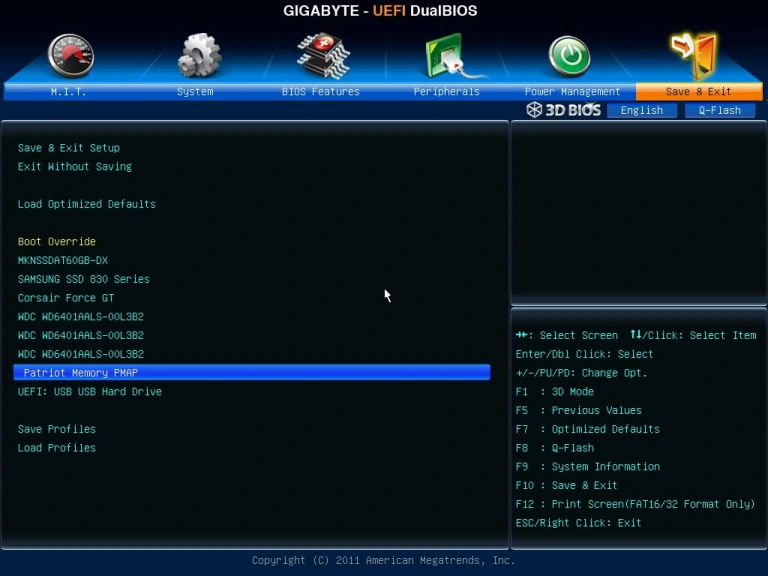 GIGABYTE - UEFI DualBIOS
M.I.T. System BIOS Features Peripherals Power Management Save & Exit
3D BIOS English Q-Flash
Save & Exit Setup
Exit Without Saving
Load Optimized Defaults
Boot Override
MKNSSDAT60GB-DX
SAMSUNG SSD 830 Series
Corsair Force GT
WDC WD6401AALS-00L3B2
WDC WD6401AALS-00L3B2
WDC WD6401AALS-00L3B2
Patriot Memory PMAP
UEFI: USB USB Hard Drive
Save Profiles
Load Profiles
→←: Select Screen ↑↓/Click: Select Item
Enter/Dbl Click: Select
+/-/PU/PD: Change Opt.
F1 : 3D Mode
F5 : Previous Values
F7 : Optimized Defaults
F8 : Q-Flash
F9 : System Information
F10 : Save & Exit
F12 : Print Screen(FAT16/32 Format Only)
ESC/Right Click: Exit
Copyright (C) 2011 American Megatrends, Inc.